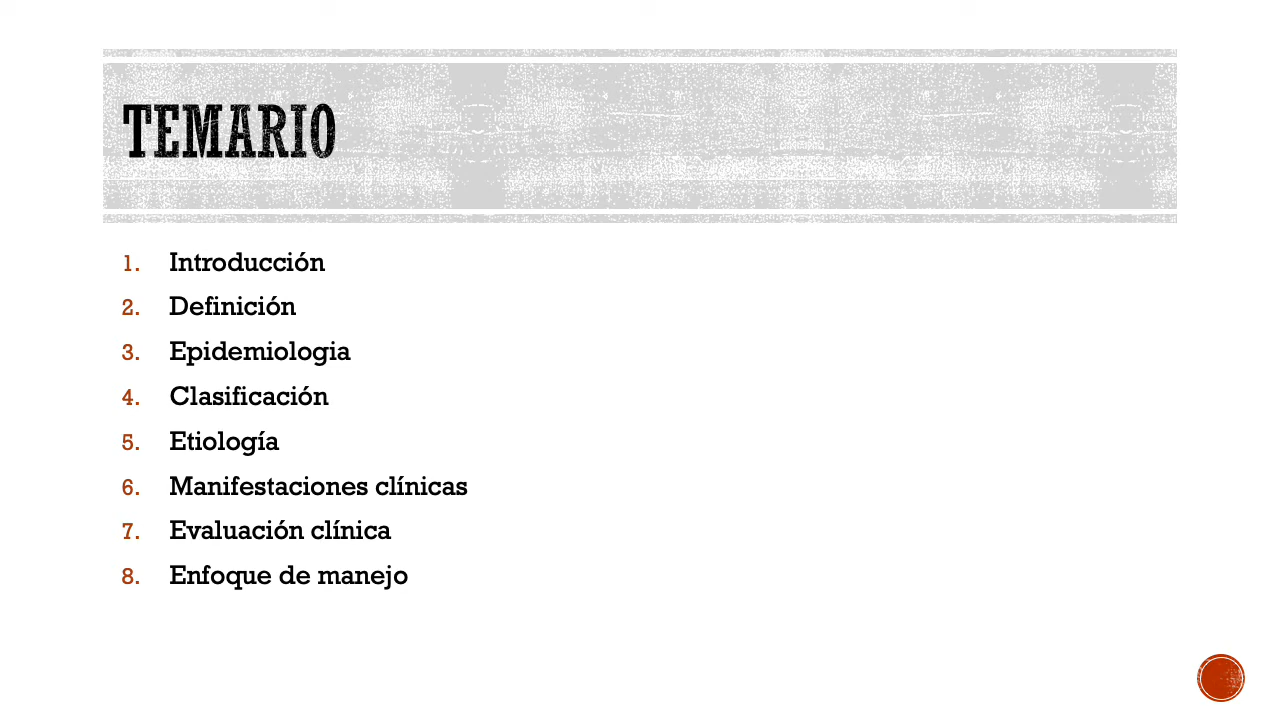 TEMARIO
1. Introducción
2. Definición
3. Epidemiologia
4. Clasificación
5. Etiología
6. Manifestaciones clínicas
7. Evaluación clínica
8. Enfoque de manejo